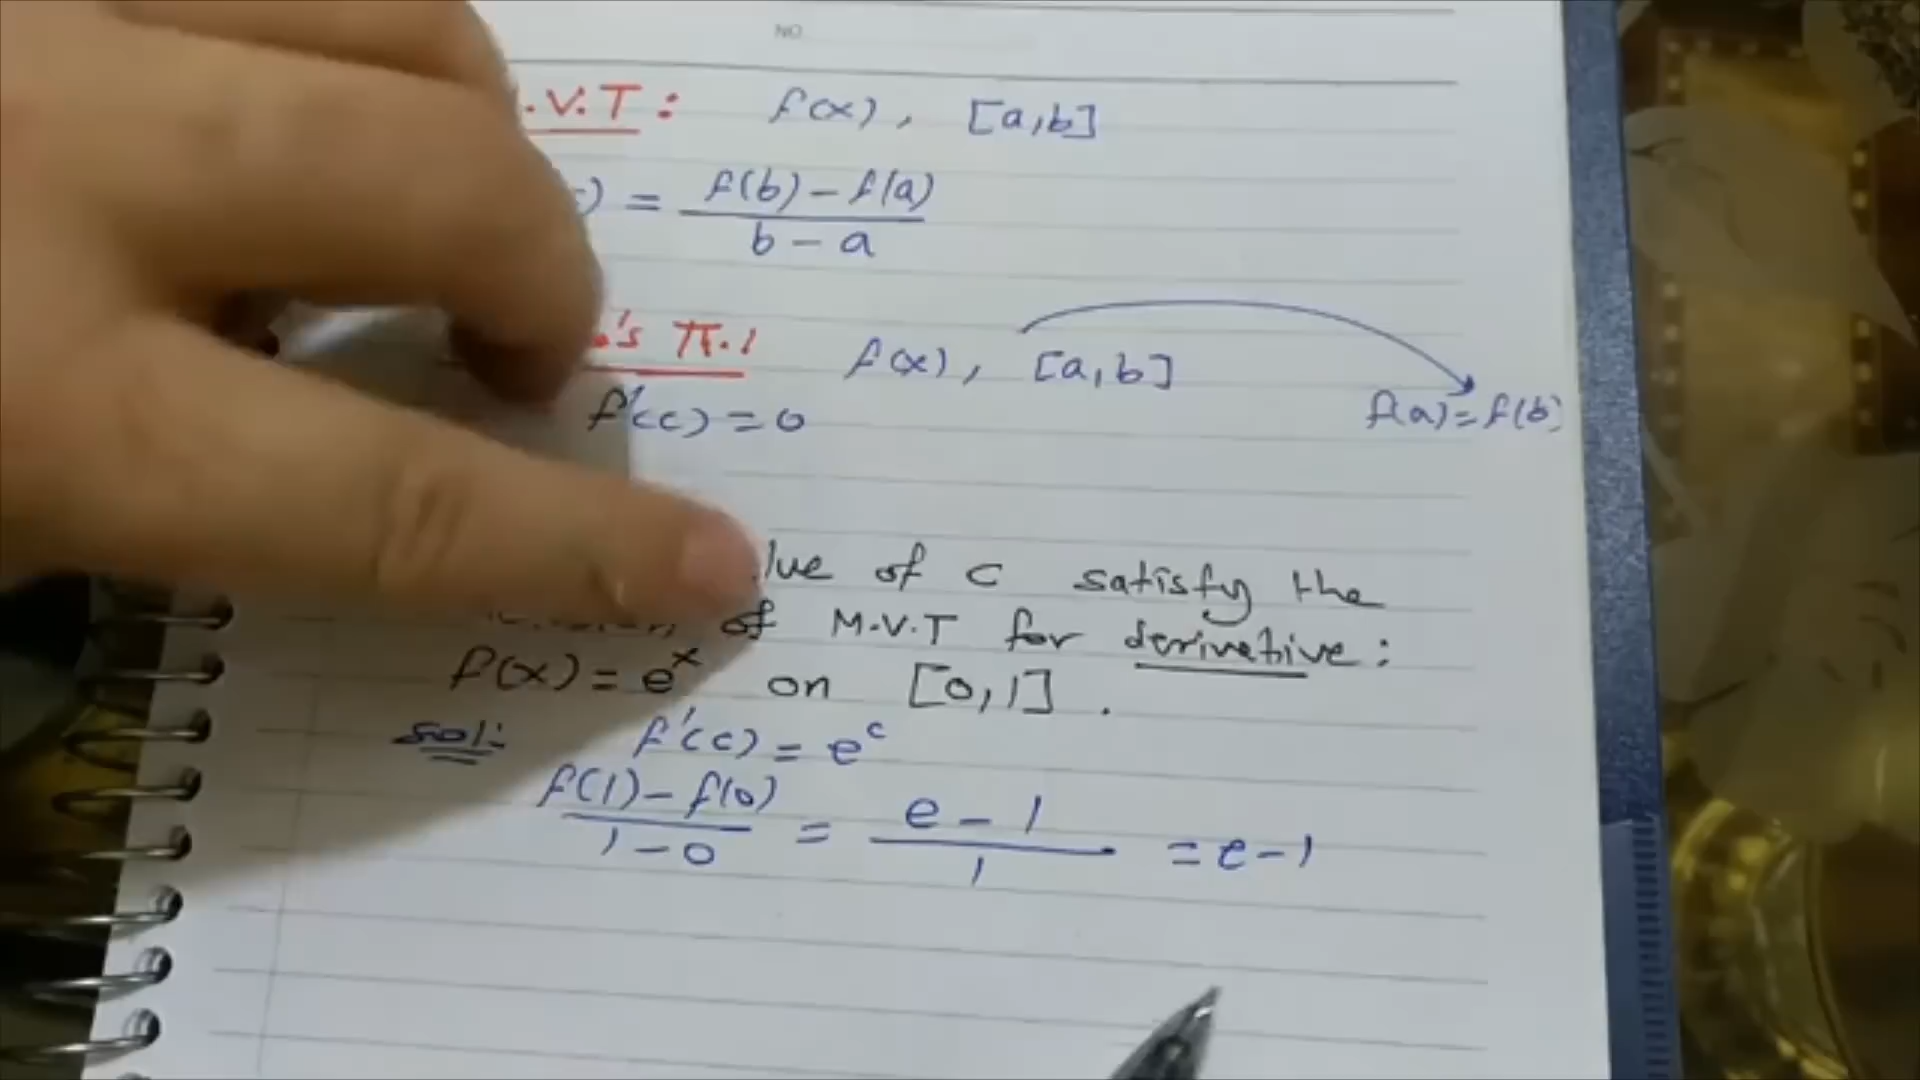 NO
.V.T: f(x), [a,b]
c) = f(b) - f(a) / b - a
's Th. f(x), [a,b]
f'(c) = 0 f(a) = f(b)
lue of c satisfy the
of M.V.T for derivative:
f(x) = e^x on [0,1].
sol: f'(c) = e^c
f(1) - f(0) / 1 - 0 = e - 1 / 1 = e - 1